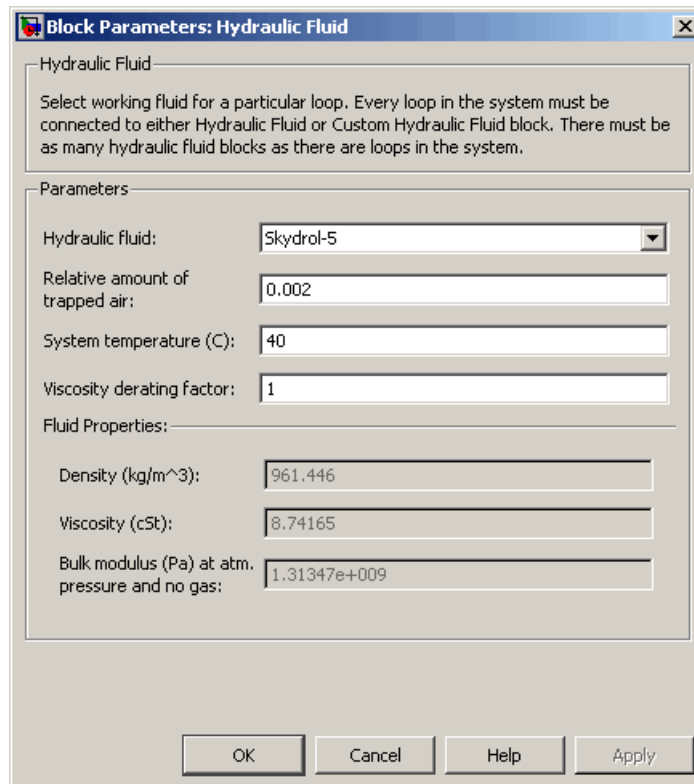 Block Parameters: Hydraulic Fluid
Hydraulic Fluid
Select working fluid for a particular loop. Every loop in the system must be
connected to either Hydraulic Fluid or Custom Hydraulic Fluid block. There must be
as many hydraulic fluid blocks as there are loops in the system.
Parameters
Hydraulic fluid: Skydrol-5
Relative amount of
trapped air: 0.002
System temperature (C): 40
Viscosity derating factor: 1
Fluid Properties:
Density (kg/m^3): 961.446
Viscosity (cSt): 8.74165
Bulk modulus (Pa) at atm.
pressure and no gas: 1.31347e+009
OK Cancel Help Apply